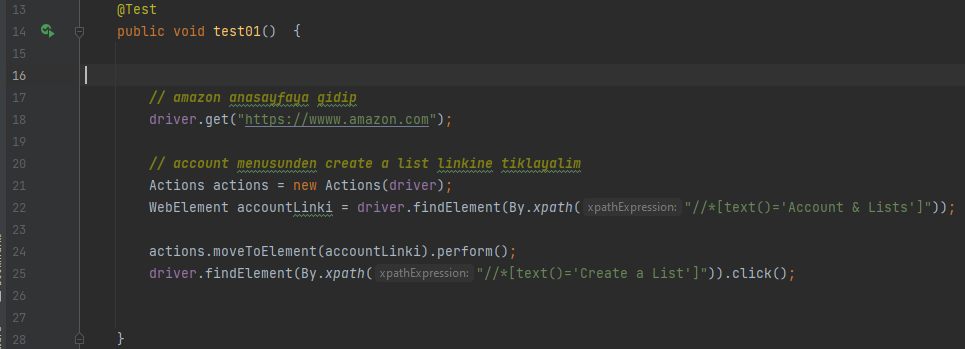 13 @Test
14 public void test01() {
15
16
17 // amazon anasayfaya gidip
18 driver.get("https://wwww.amazon.com");
19
20 // account menusunden create a list linkine tiklayalim
21 Actions actions = new Actions(driver);
22 WebElement accountLinki = driver.findElement(By.xpath( xpathExpression: "//*[text()='Account & Lists']"));
23
24 actions.moveToElement(accountLinki).perform();
25 driver.findElement(By.xpath( xpathExpression: "//*[text()='Create a List']")).click();
26
27
28 }